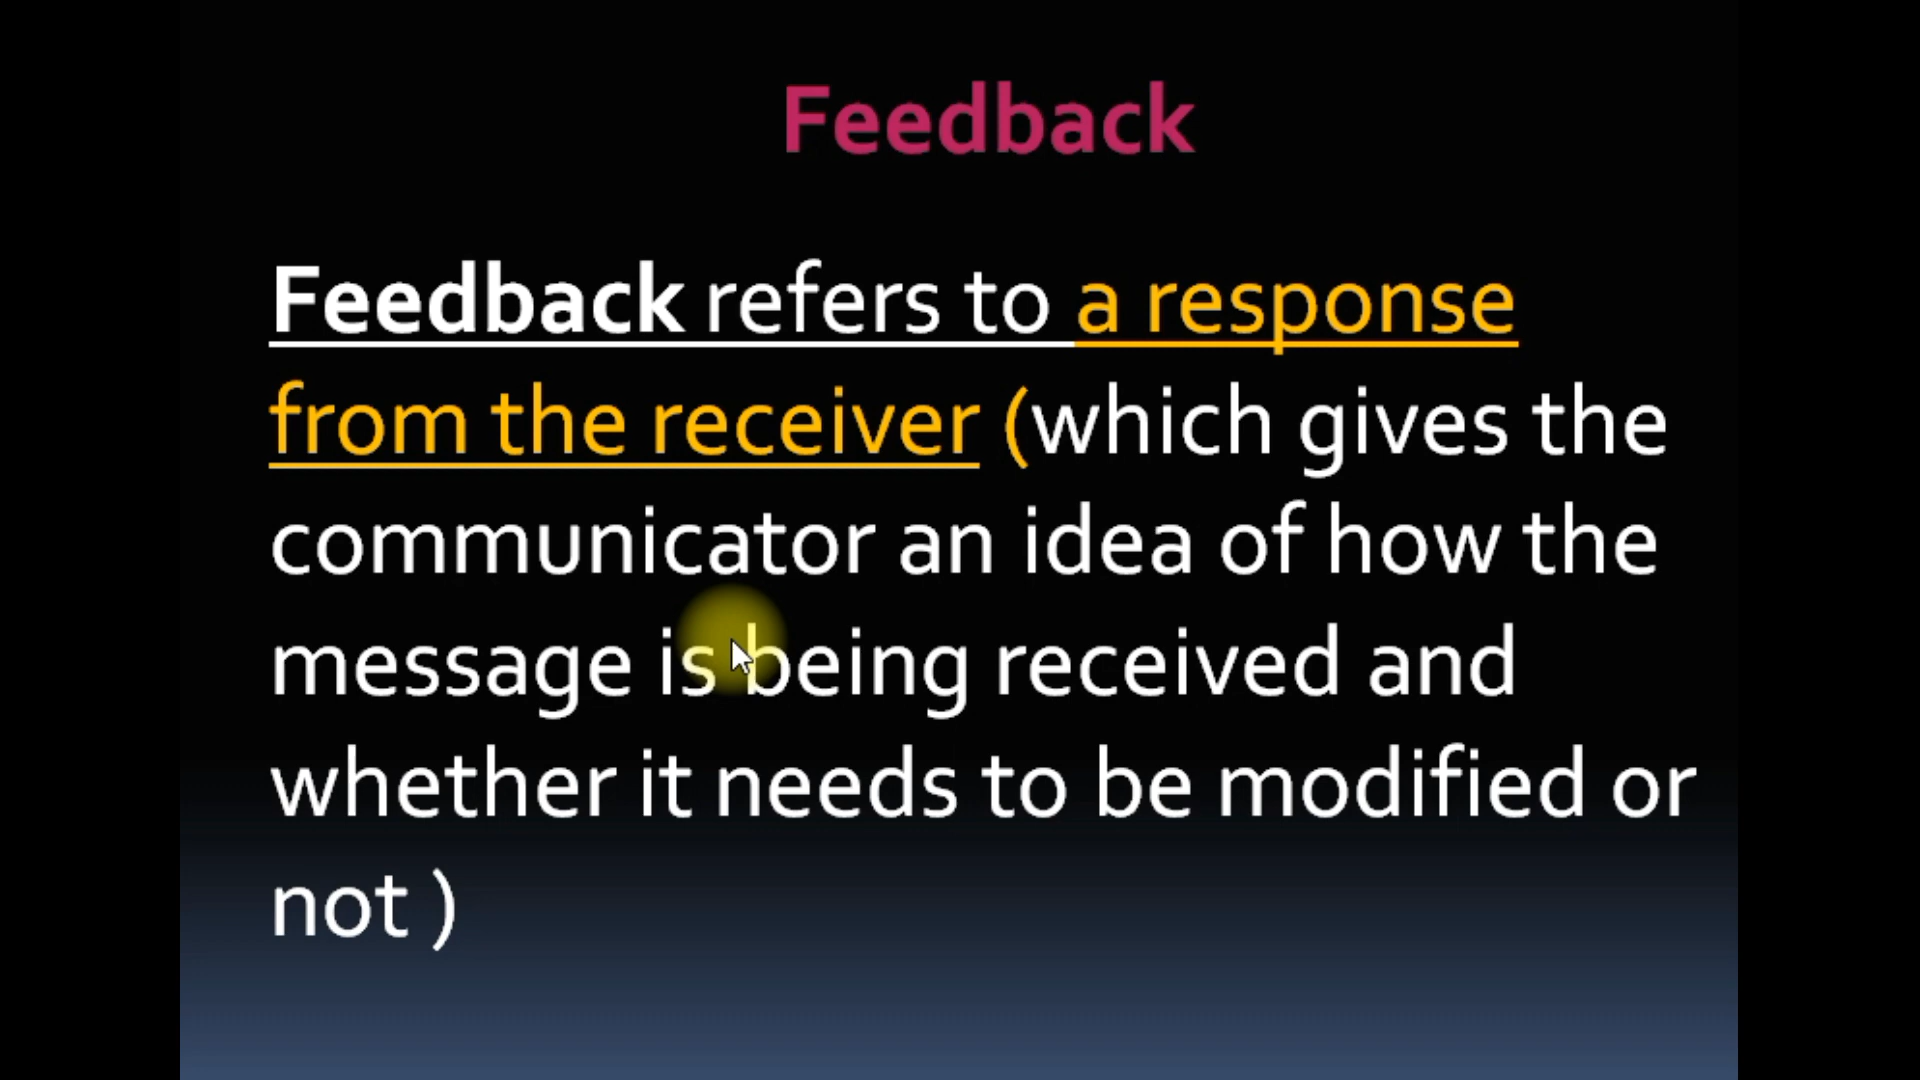 Feedback
Feedback refers to a response
from the receiver (which gives the
communicator an idea of how the
message is being received and
whether it needs to be modified or
not )